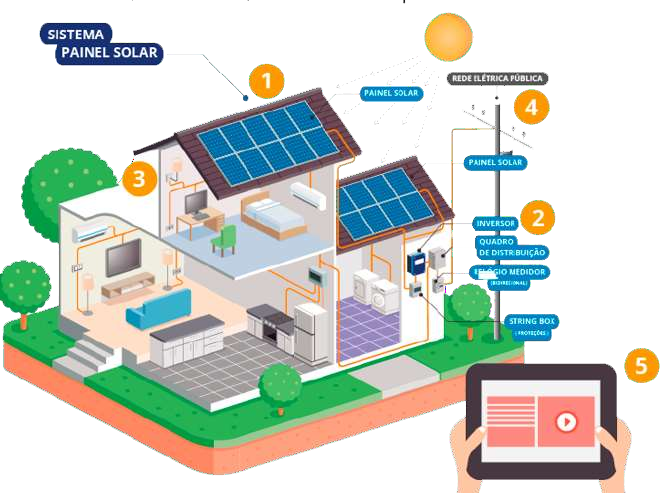 SISTEMA
PAINEL SOLAR
1
PAINEL SOLAR
REDE ELÉTRICA PÚBLICA
4
PAINEL SOLAR
3
2
INVERSOR
QUADRO
DE DISTRIBUIÇÃO
MEDIDOR
(BIDIRECIONAL)
STRING BOX
( PROTEÇÕES )
5